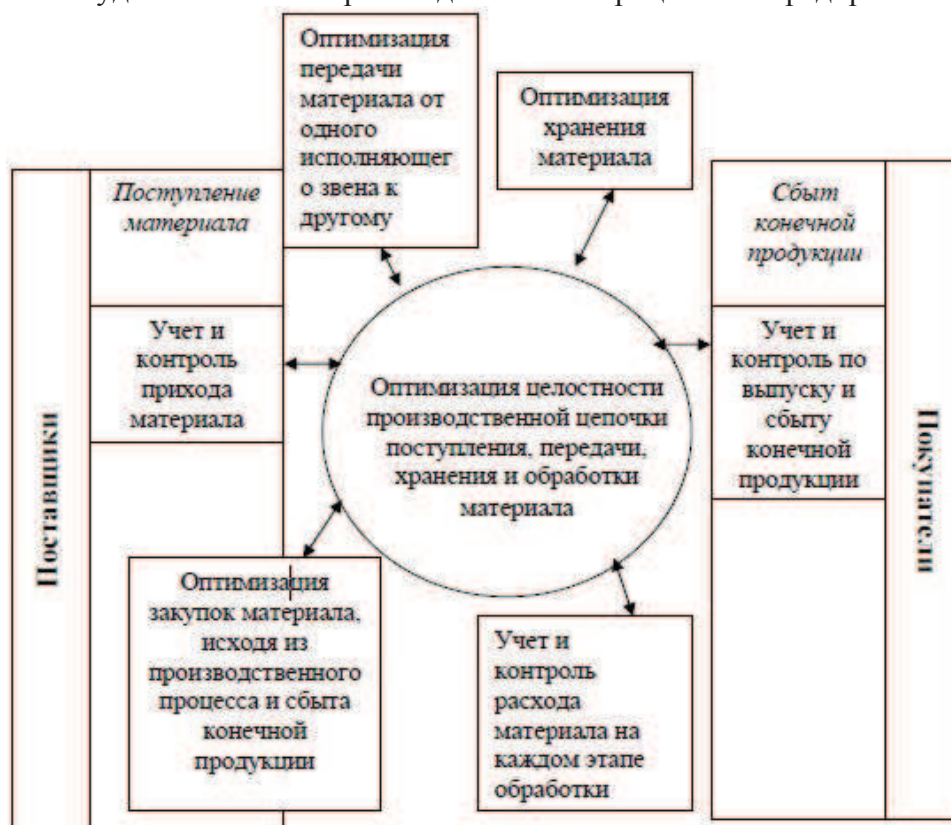 Оптимизация
передачи
материала от
одного
исполняющег
о звена к
другому
Оптимизация
хранения
материала
Поставщики
Поступление
материала
Учет и
контроль
прихода
материала
Оптимизация целостности
производственной цепочки
поступления, передачи,
хранения и обработки
материала
Сбыт
конечной
продукции
Учет и
контроль по
выпуску и
сбыту
конечной
продукции
Покупатели
Оптимизация
закупок материала,
исходя из
производственного
процесса и сбыта
конечной
продукции
Учет и
контроль
расхода
материала на
каждом этапе
обработки